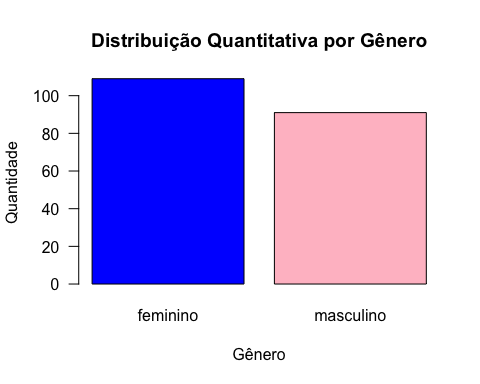 Distribuição Quantitativa por Gênero
Quantidade
100
80
60
40
20
0
feminino
masculino
Gênero